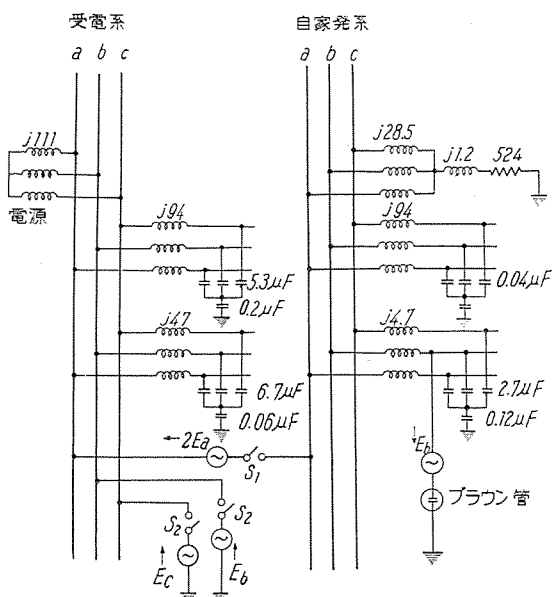 受電系
a b c
自家発系
a b c
j111
電源
j94
5.3μF
0.2μF
j47
6.7μF
0.06μF
2Ea
S1
S2
S2
Ec
Eb
j28.5
j1.2
524
j94
0.04μF
j4.7
2.7μF
0.12μF
Eb
ブラウン管